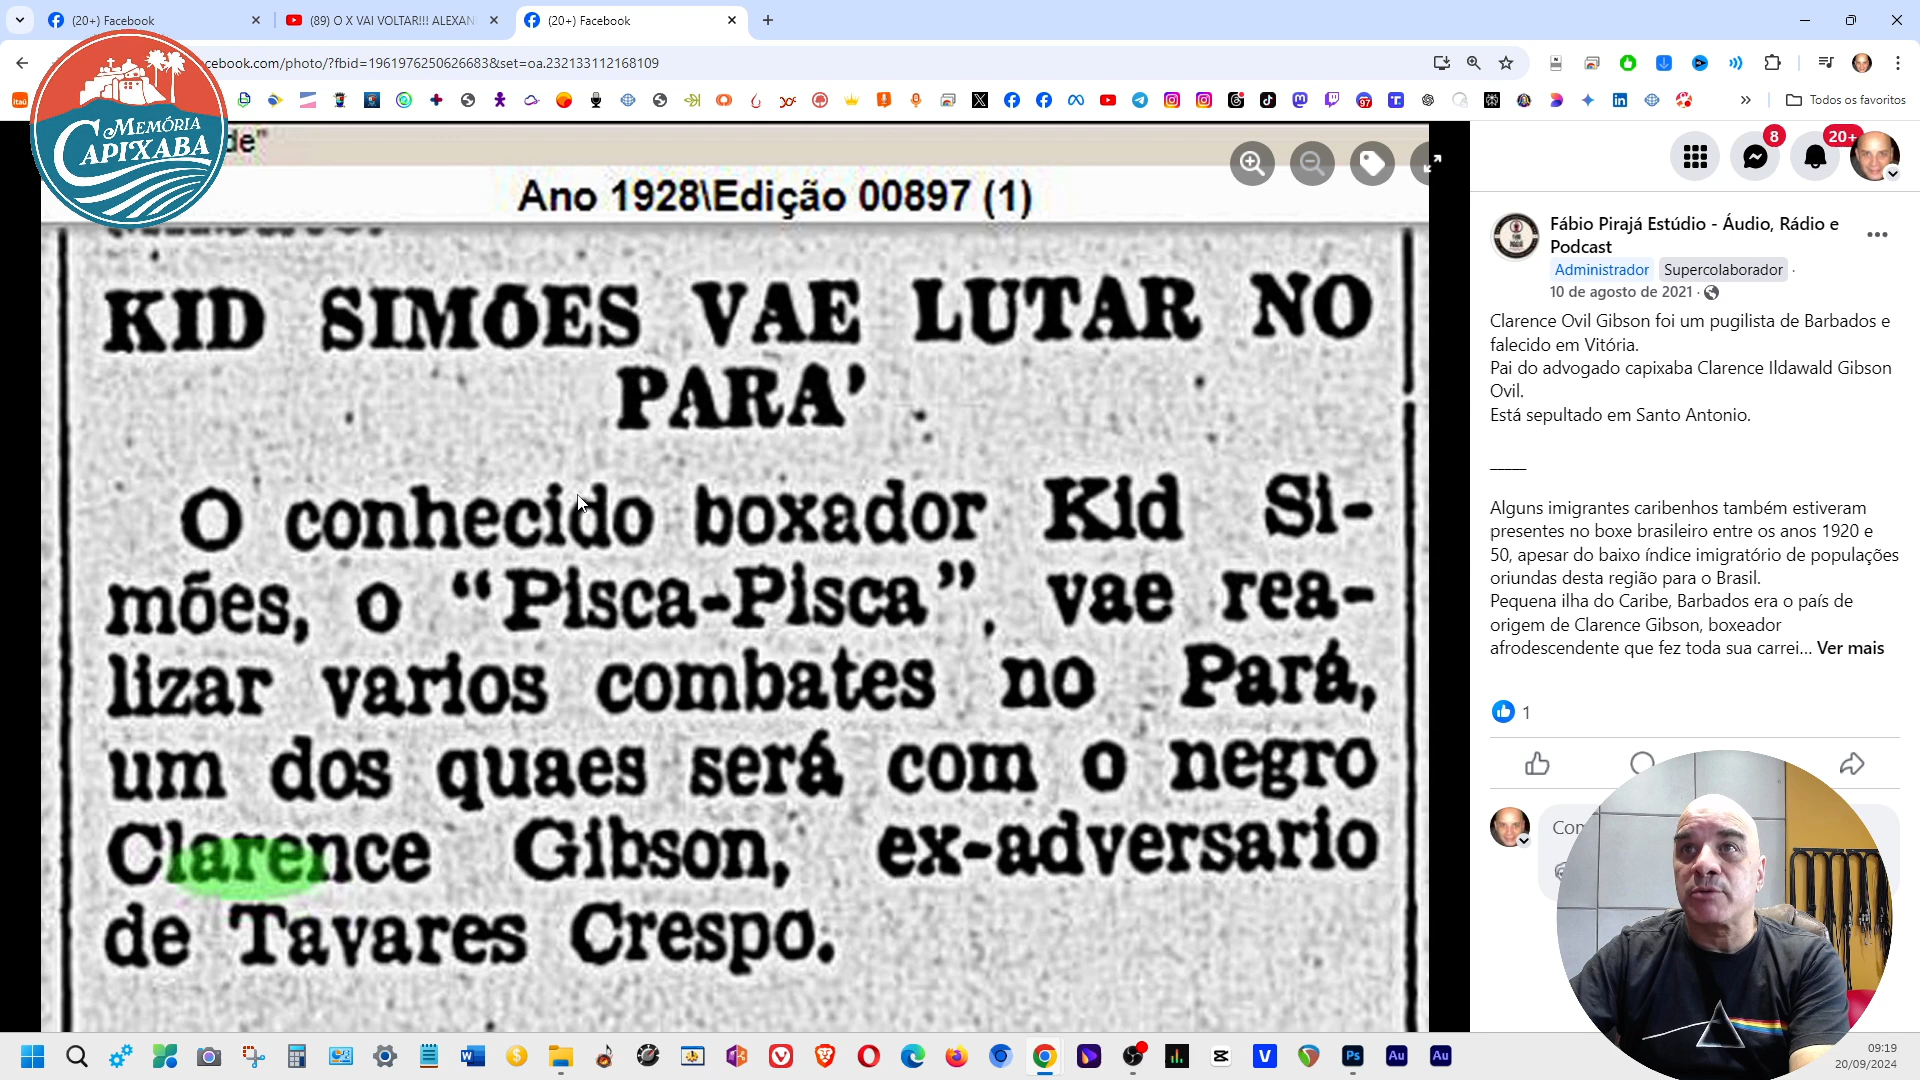 (20+) Facebook
(89) O X VAI VOLTAR!!! ALEXAN
(20+) Facebook
cebook.com/photo/?fbid=1961976250626683&set=oa.232133112168109
Todos os favoritos
MEMÓRIA
CAPIXABA
de"
Ano 1928\Edição 00897 (1)
KID SIMÕES VAE LUTAR NO
PARA'
O conhecido boxador Kid Si-
mões, o "Pisca-Pisca", vae rea-
lizar varios combates no Pará,
um dos quaes será com o negro
Clarence Gibson, ex-adversario
de Tavares Crespo.
8
20+
Fábio Pirajá Estúdio - Áudio, Rádio e
Podcast
Administrador Supercolaborador ·
10 de agosto de 2021 ·
Clarence Ovil Gibson foi um pugilista de Barbados e
falecido em Vitória.
Pai do advogado capixaba Clarence Ildawald Gibson
Ovil.
Está sepultado em Santo Antonio.
_____
Alguns imigrantes caribenhos também estiveram
presentes no boxe brasileiro entre os anos 1920 e
50, apesar do baixo índice imigratório de populações
oriundas desta região para o Brasil.
Pequena ilha do Caribe, Barbados era o país de
origem de Clarence Gibson, boxeador
afrodescendente que fez toda sua carrei... Ver mais
1
Con
09:19
20/09/2024